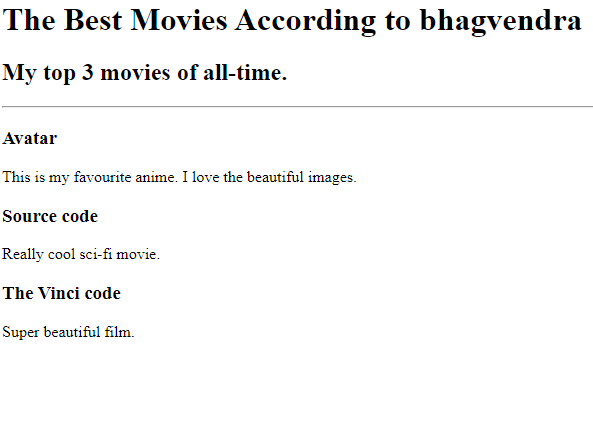 The Best Movies According to bhagvendra
My top 3 movies of all-time.
Avatar
This is my favourite anime. I love the beautiful images.
Source code
Really cool sci-fi movie.
The Vinci code
Super beautiful film.